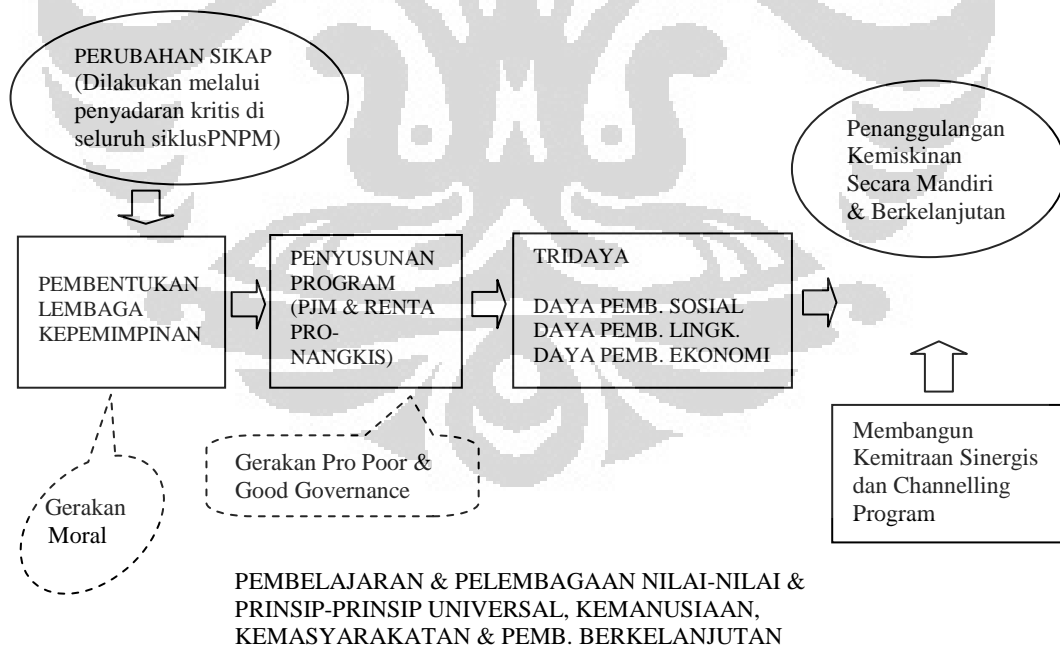 PERUBAHAN SIKAP
(Dilakukan melalui
penyadaran kritis di
seluruh siklusPNPM)
Penanggulangan
Kemiskinan
Secara Mandiri
& Berkelanjutan
PEMBENTUKAN
LEMBAGA
KEPEMIMPINAN
PENYUSUNAN
PROGRAM
(PJM & RENTA
PRO-
NANGKIS)
TRIDAYA
DAYA PEMB. SOSIAL
DAYA PEMB. LINGK.
DAYA PEMB. EKONOMI
Gerakan
Moral
Gerakan Pro Poor &
Good Governance
Membangun
Kemitraan Sinergis
dan Channelling
Program
PEMBELAJARAN & PELEMBAGAAN NILAI-NILAI &
PRINSIP-PRINSIP UNIVERSAL, KEMANUSIAAN,
KEMASYARAKATAN & PEMB. BERKELANJUTAN